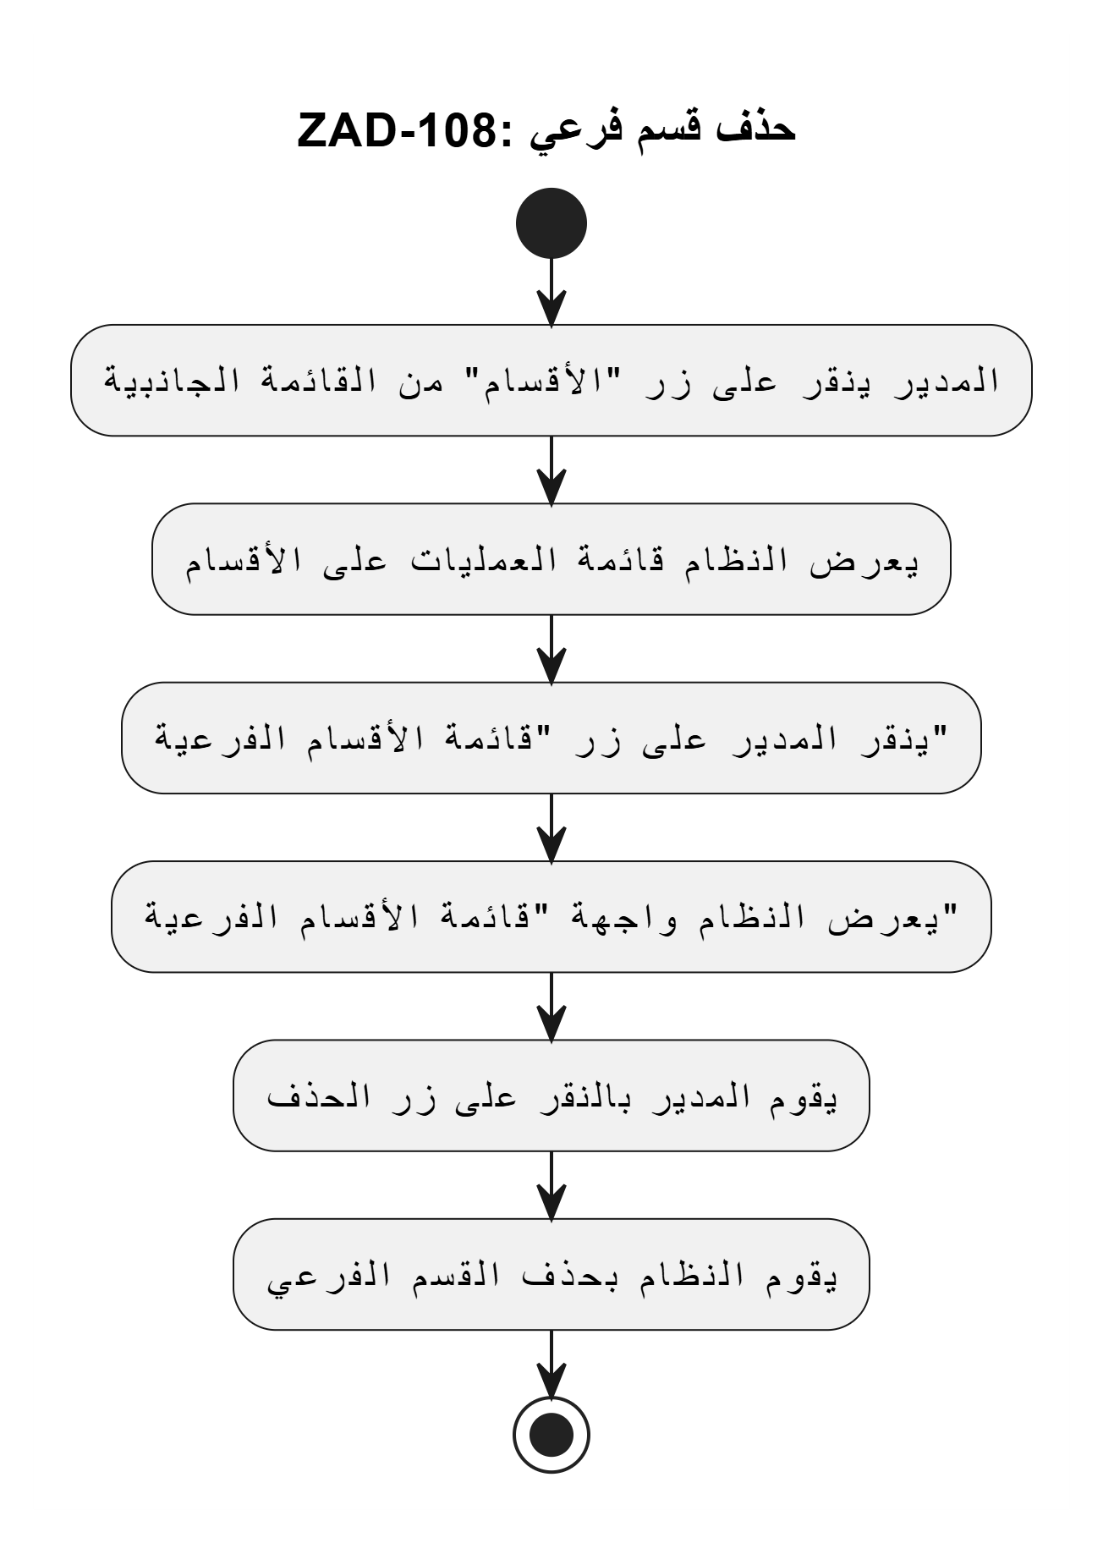 ZAD-108: حذف قسم فرعي
المدير ينقر على زر "الأقسام" من القائمة الجانبية
يعرض النظام قائمة العمليات على الأقسام
ينقر المدير على زر "قائمة الأقسام الفرعية"
يعرض النظام واجهة "قائمة الأقسام الفرعية"
يقوم المدير بالنقر على زر الحذف
يقوم النظام بحذف القسم الفرعي